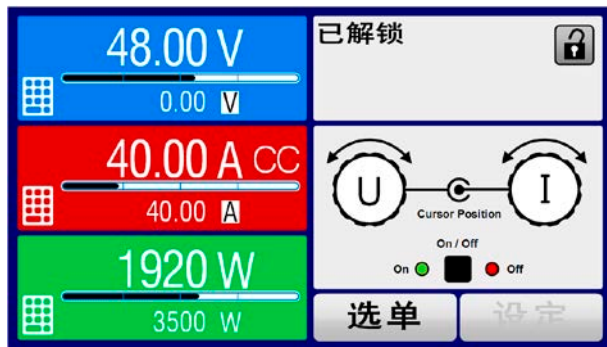 48.00 V
0.00 V
40.00 A CC
40.00 A
1920 W
3500 W
已解锁
U
I
Cursor Position
On / Off
On
Off
选单
设定